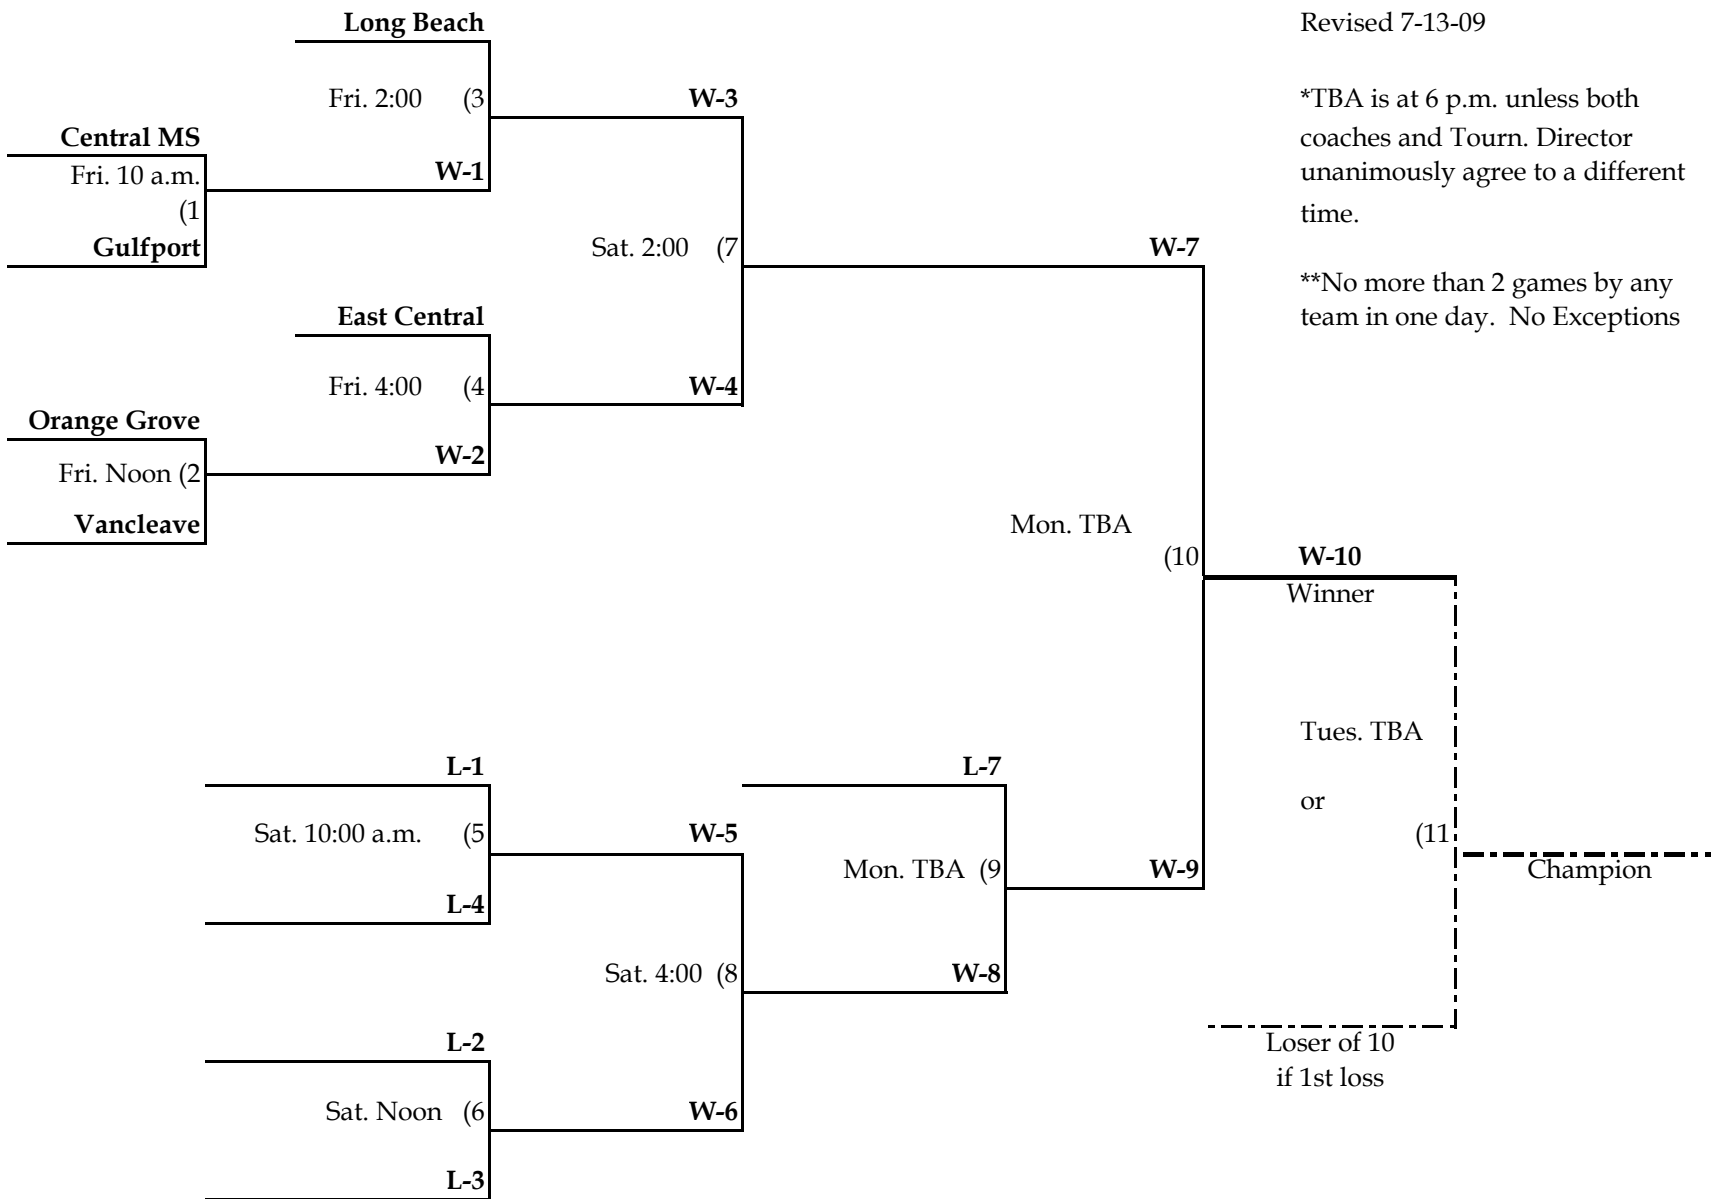 Long Beach
Revised 7-13-09
Fri. 2:00 (3
W-3
*TBA is at 6 p.m. unless both
coaches and Tourn. Director
unanimously agree to a different
time.
Central MS
Fri. 10 a.m.
(1
W-1
Gulfport
Sat. 2:00 (7
W-7
**No more than 2 games by any
team in one day. No Exceptions
East Central
Fri. 4:00 (4
W-4
Orange Grove
Fri. Noon (2
W-2
Vancleave
Mon. TBA
(10
W-10
Winner
Tues. TBA
or
(11
Champion
L-1
Sat. 10:00 a.m. (5
W-5
L-4
L-7
Mon. TBA (9
W-9
Sat. 4:00 (8
W-8
L-2
Sat. Noon (6
W-6
L-3
Loser of 10
if 1st loss